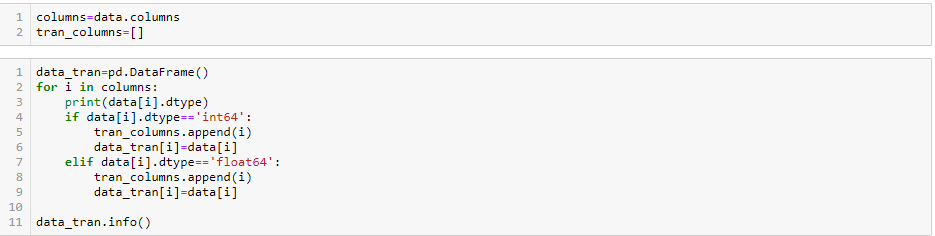 1 columns=data.columns
2 tran_columns=[]
1 data_tran=pd.DataFrame()
2 for i in columns:
3     print(data[i].dtype)
4     if data[i].dtype=='int64':
5         tran_columns.append(i)
6         data_tran[i]=data[i]
7     elif data[i].dtype=='float64':
8         tran_columns.append(i)
9         data_tran[i]=data[i]
10
11 data_tran.info()